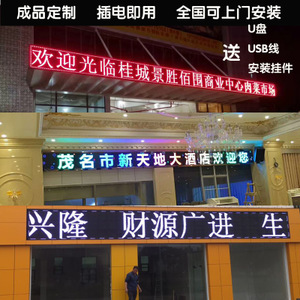 成品定制 插电即用 全国可上门安装
送
U盘
USB线
安装挂件
欢迎光临桂城景胜佰围商业中心肉菜市场
茂名市新天地大酒店欢迎您
兴隆 财源广进 生